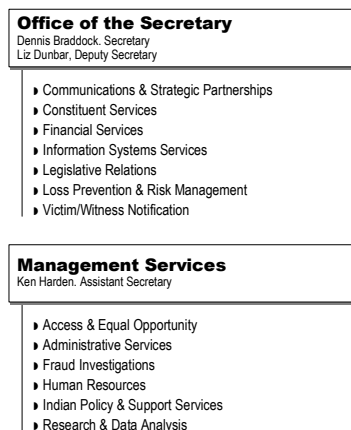 Office of the Secretary
Dennis Braddock. Secretary
Liz Dunbar, Deputy Secretary
Communications & Strategic Partnerships
Constituent Services
Financial Services
Information Systems Services
Legislative Relations
Loss Prevention & Risk Management
Victim/Witness Notification
Management Services
Ken Harden. Assistant Secretary
Access & Equal Opportunity
Administrative Services
Fraud Investigations
Human Resources
Indian Policy & Support Services
Research & Data Analysis